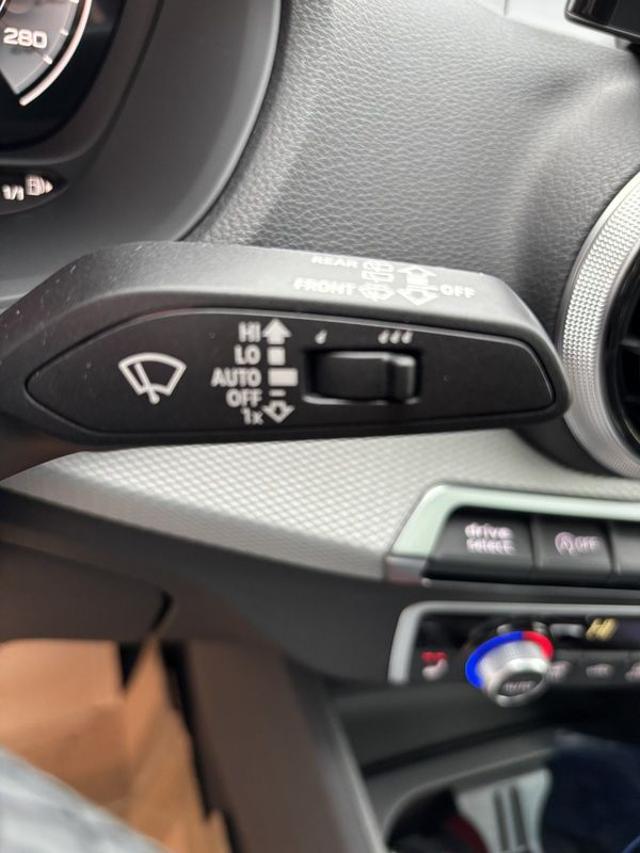 280
1/1
REAR
FRONT OFF
HI
LO
AUTO
OFF
1x
drive
select
OFF